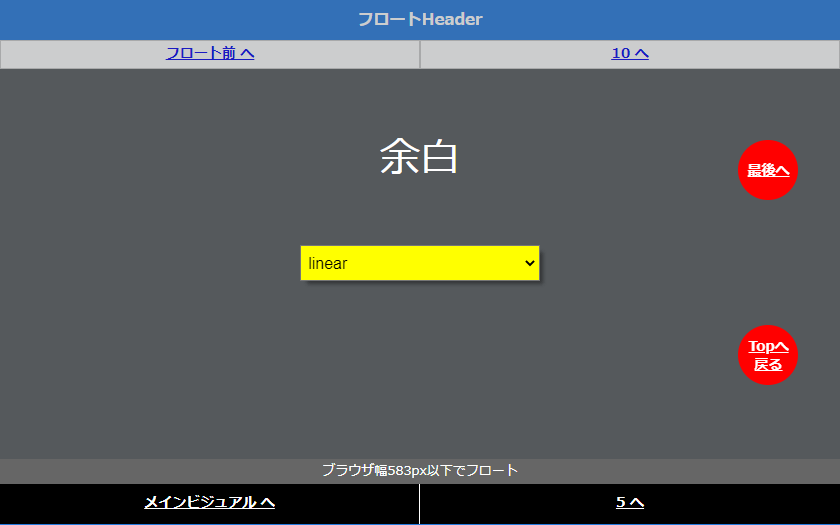 フロートHeader
フロート前 へ
10 へ
余白
最後へ
linear
Topへ
戻る
ブラウザ幅583px以下でフロート
メインビジュアル へ
5 へ